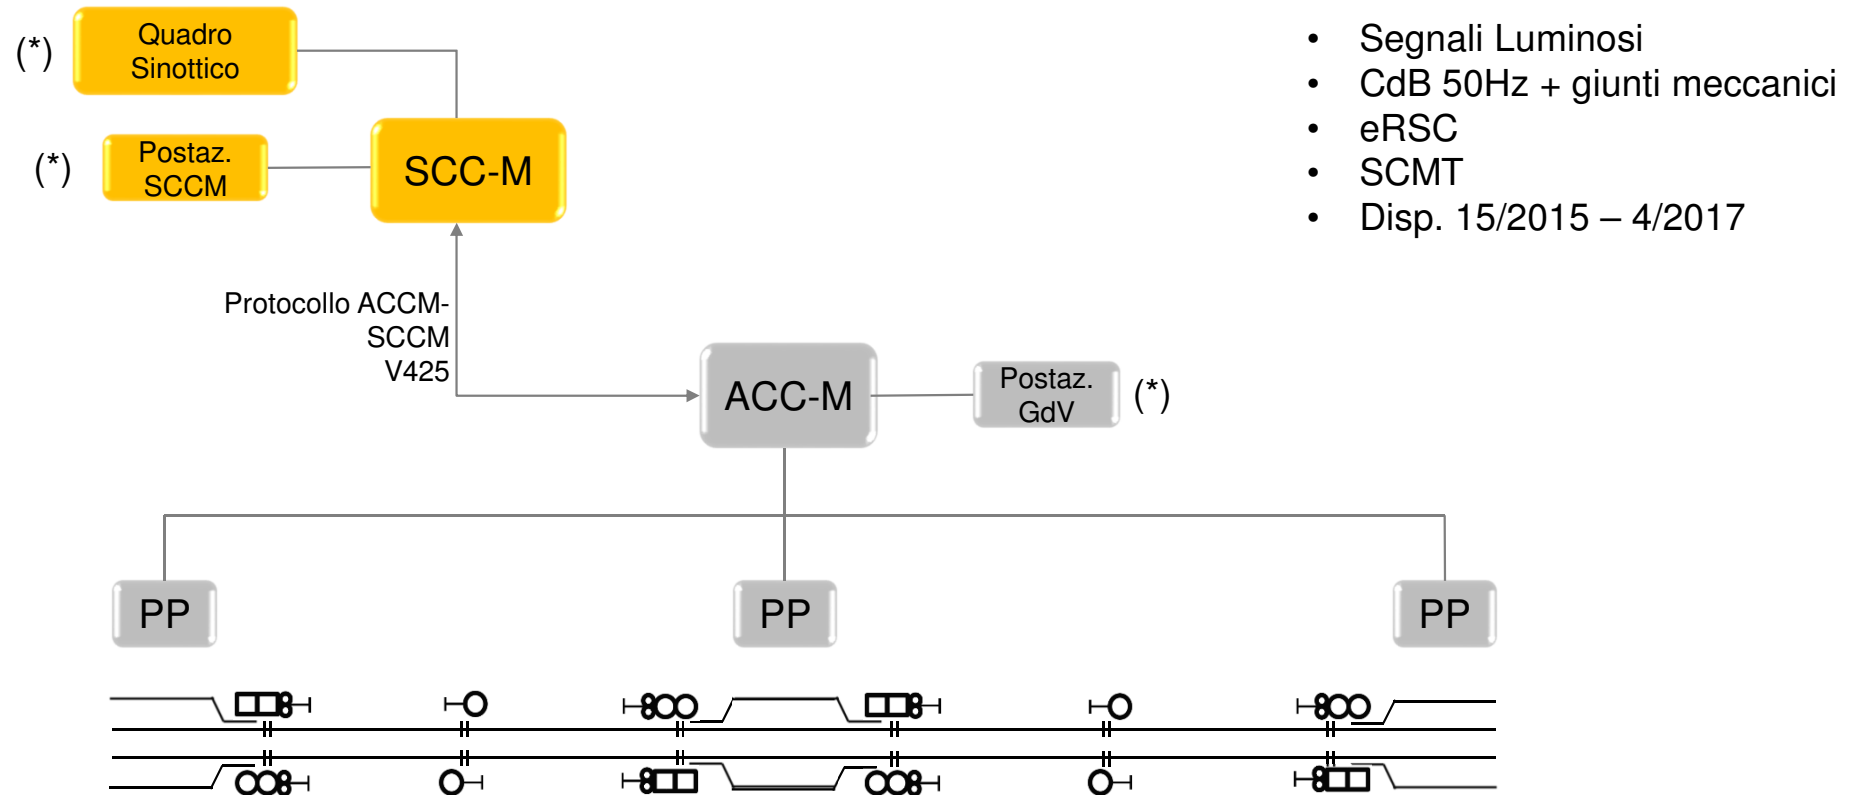 (*)
Quadro
Sinottico
(*)
Postaz.
SCCM
SCC-M
• Segnali Luminosi
• CdB 50Hz + giunti meccanici
• eRSC
• SCMT
• Disp. 15/2015 – 4/2017
Protocollo ACCM-
SCCM
V425
ACC-M
Postaz.
GdV
(*)
PP
PP
PP